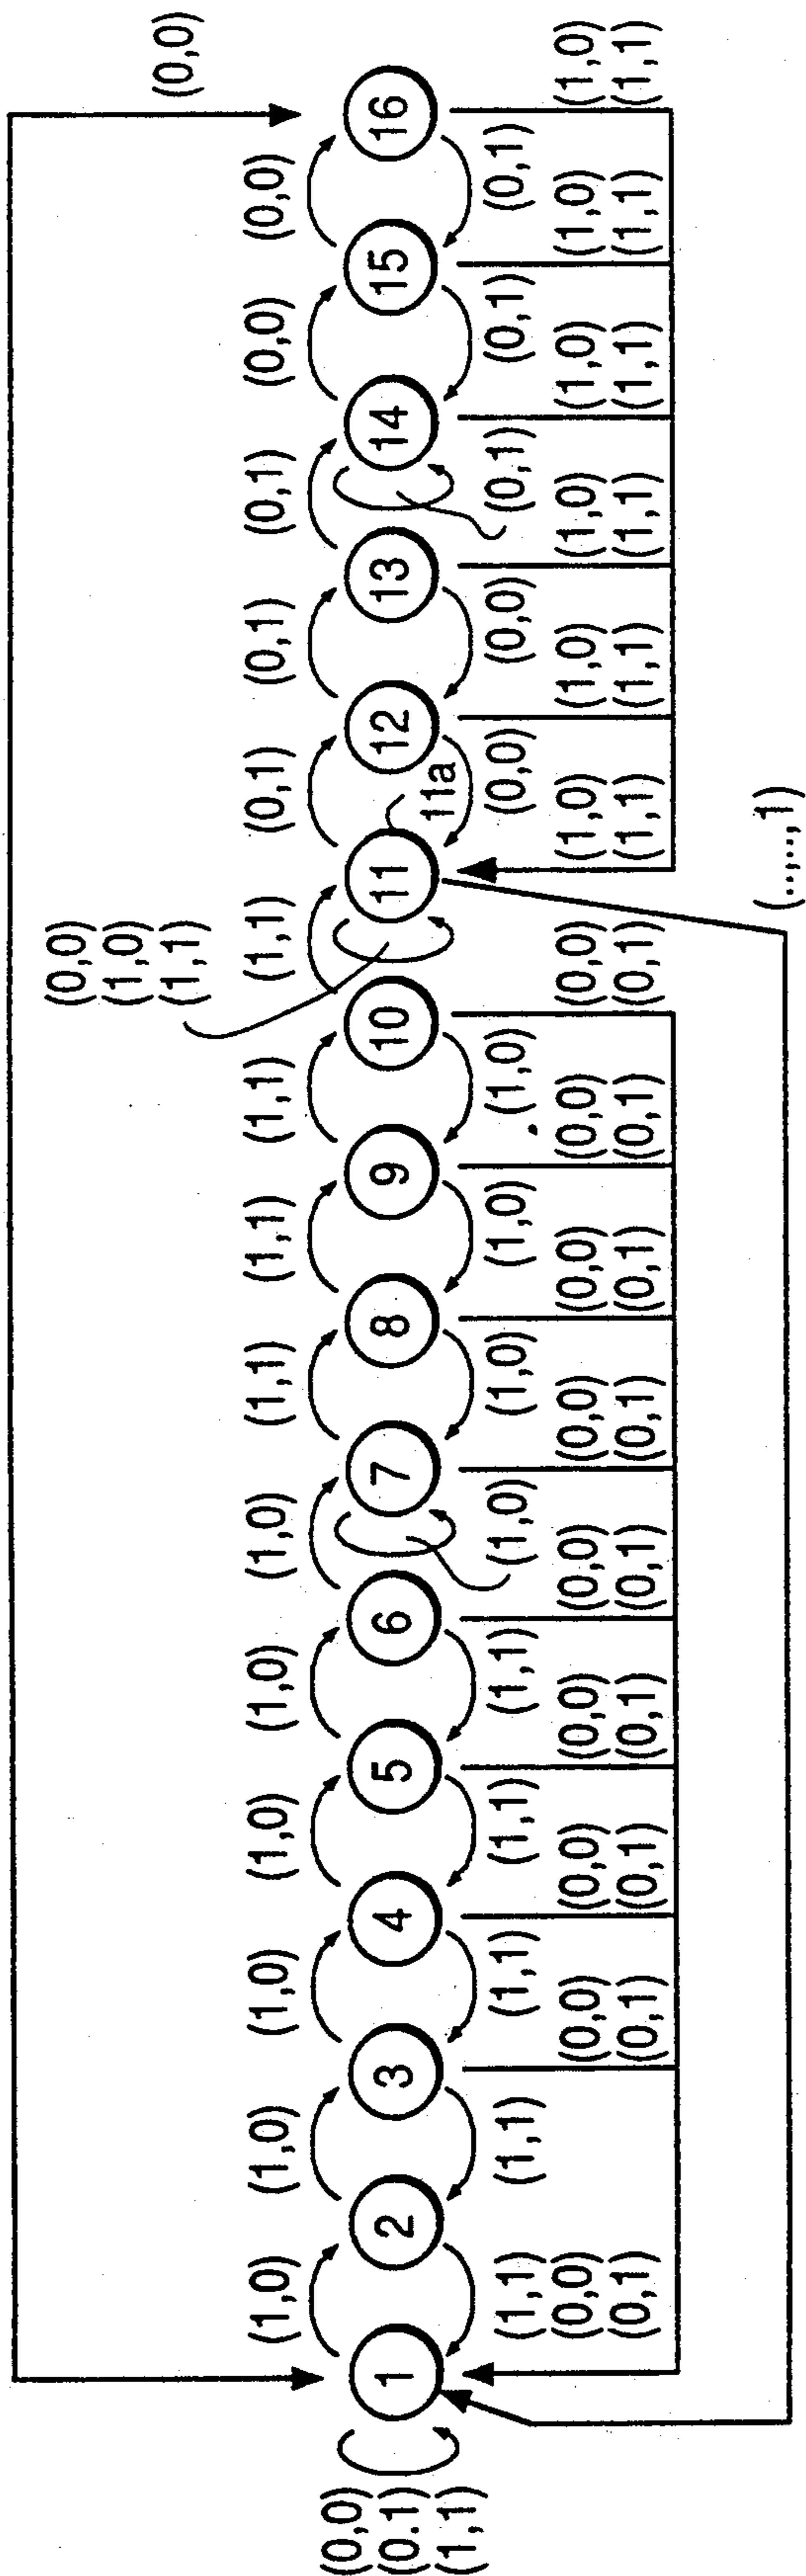 (0,0)
(1,0)
(1,1)
(0,0)
(1,0) (1,0) (1,0) (1,0) (1,0) (1,0) (1,1) (1,1) (1,1) (1,1) (0,1) (0,1) (0,1) (0,0) (0,0)
(0,0)
(0.1)
(1,1)
1 2 3 4 5 6 7 8 9 10 11 12 13 14 15 16
11a
(1,1) (1,1) (1,1) (1,1) (1,1) (1,0) (1,0) (1,0) (1,0) (0,0) (0,0) (0,1) (0,1) (0,1)
(0,0) (0,0) (0,0) (0,0) (0,0) (0,0) (0,0) (0,0) (0,0) (1,0) (1,0) (1,0) (1,0) (1,0) (1,0)
(0,1) (0,1) (0,1) (0,1) (0,1) (0,1) (0,1) (0,1) (0,1) (1,1) (1,1) (1,1) (1,1) (1,1) (1,1)
(..,..,1)